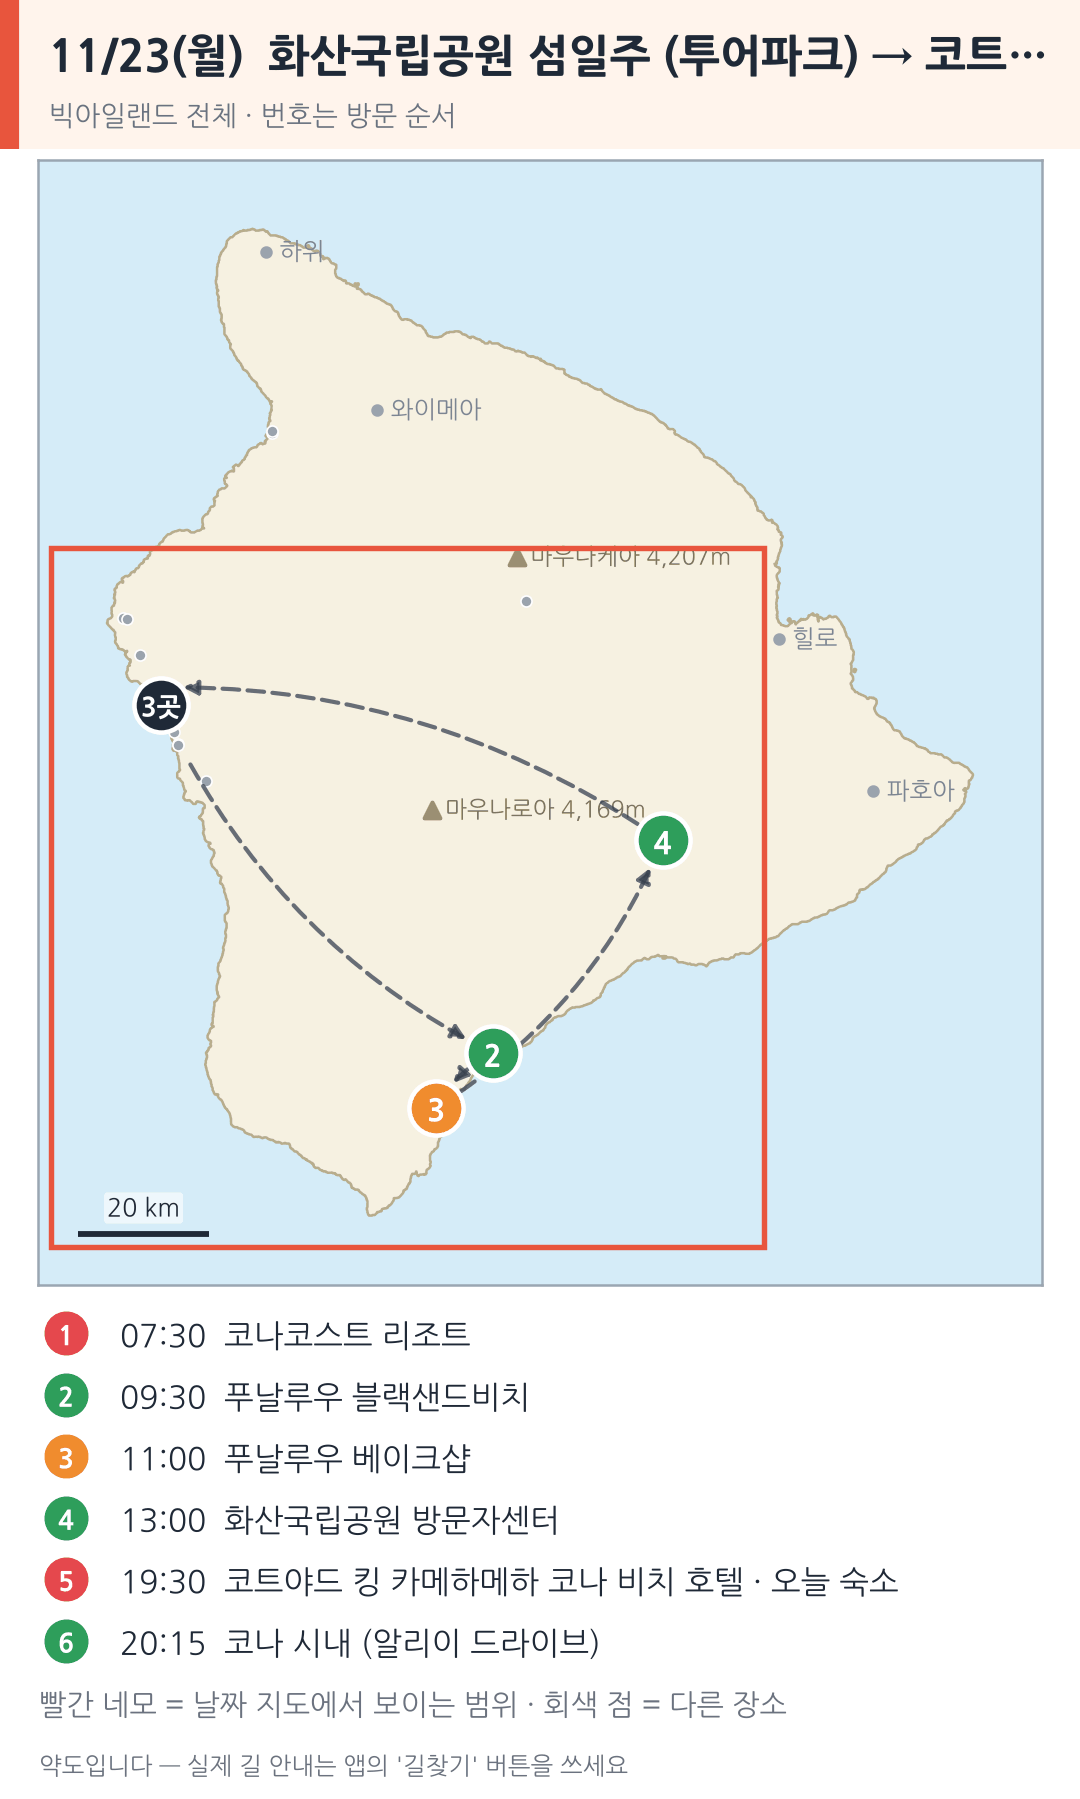 11/23(월) 화산국립공원 섬일주 (투어파크) → 코트…
빅아일랜드 전체 · 번호는 방문 순서
하위
와이메아
마우나케아 4,207m
힐로
3곳
파호아
마우나로아 4,169m
4
2
3
20 km
1 07:30 코나코스트 리조트
2 09:30 푸날루우 블랙샌드비치
3 11:00 푸날루우 베이크샵
4 13:00 화산국립공원 방문자센터
5 19:30 코트야드 킹 카메하메하 코나 비치 호텔 · 오늘 숙소
6 20:15 코나 시내 (알리이 드라이브)
빨간 네모 = 날짜 지도에서 보이는 범위 · 회색 점 = 다른 장소
약도입니다 — 실제 길 안내는 앱의 '길찾기' 버튼을 쓰세요